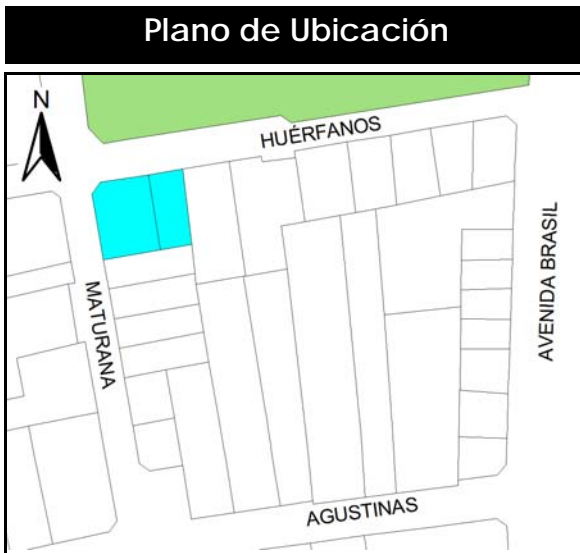 Plano de Ubicación
N
HUÉRFANOS
MATURANA
AVENIDA BRASIL
AGUSTINAS